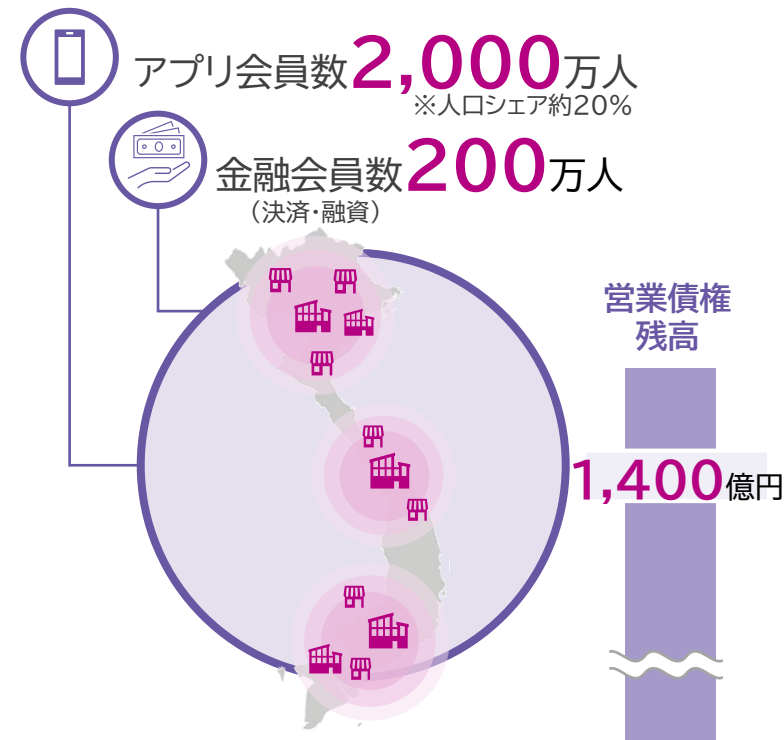 アプリ会員数2,000万人
※人口シェア約20%
金融会員数200万人
（決済・融資）
営業債権
残高
1,400億円